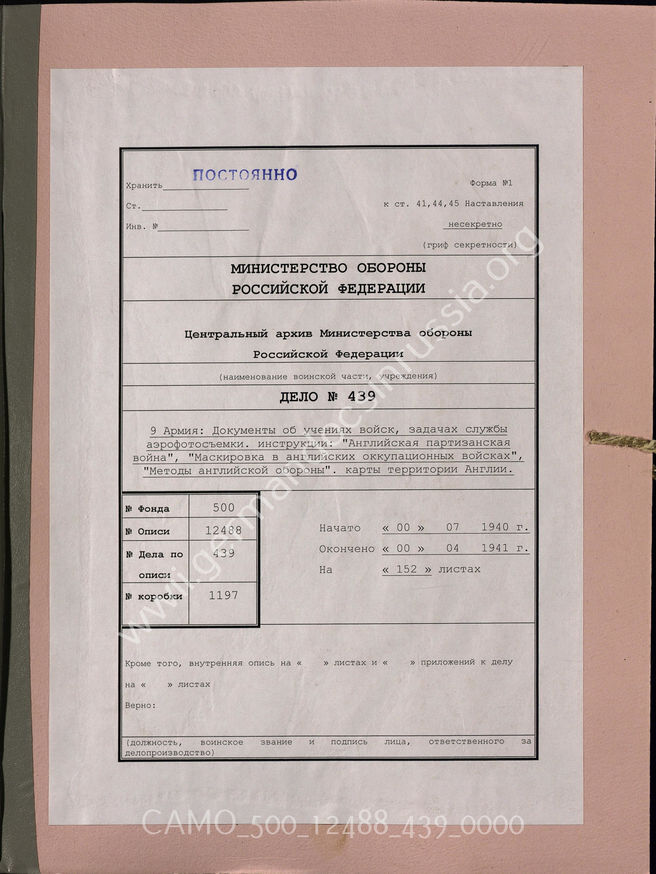 ПОСТОЯННО
Хранить
Форма №1
Ст.
к ст. 41,44,45 Наставления
Инв. №
несекретно
(гриф секретности)
МИНИСТЕРСТВО ОБОРОНЫ
РОССИЙСКОЙ ФЕДЕРАЦИИ
Центральный архив Министерства обороны
Российской Федерации
(наименование воинской части, учреждения)
ДЕЛО № 439
9 Армия: Документы об учениях войск, задачах службы
аэрофотосъемки. инструкции: "Английская партизанская
война", "Маскировка в английских оккупационных войсках",
"Методы английской обороны". карты территории Англии.
№ Фонда 500
№ Описи 12488
№ Дела по описи 439
№ коробки 1197
Начато « 00 » 07 1940 г.
Окончено « 00 » 04 1941 г.
На « 152 » листах
Кроме того, внутренняя опись на « » листах и « » приложений к делу
на « » листах
Верно:
(должность, воинское звание и подпись лица, ответственного за
делопроизводство)
www.germandocsinrussia.org
CAMO_500_12488_439_0000